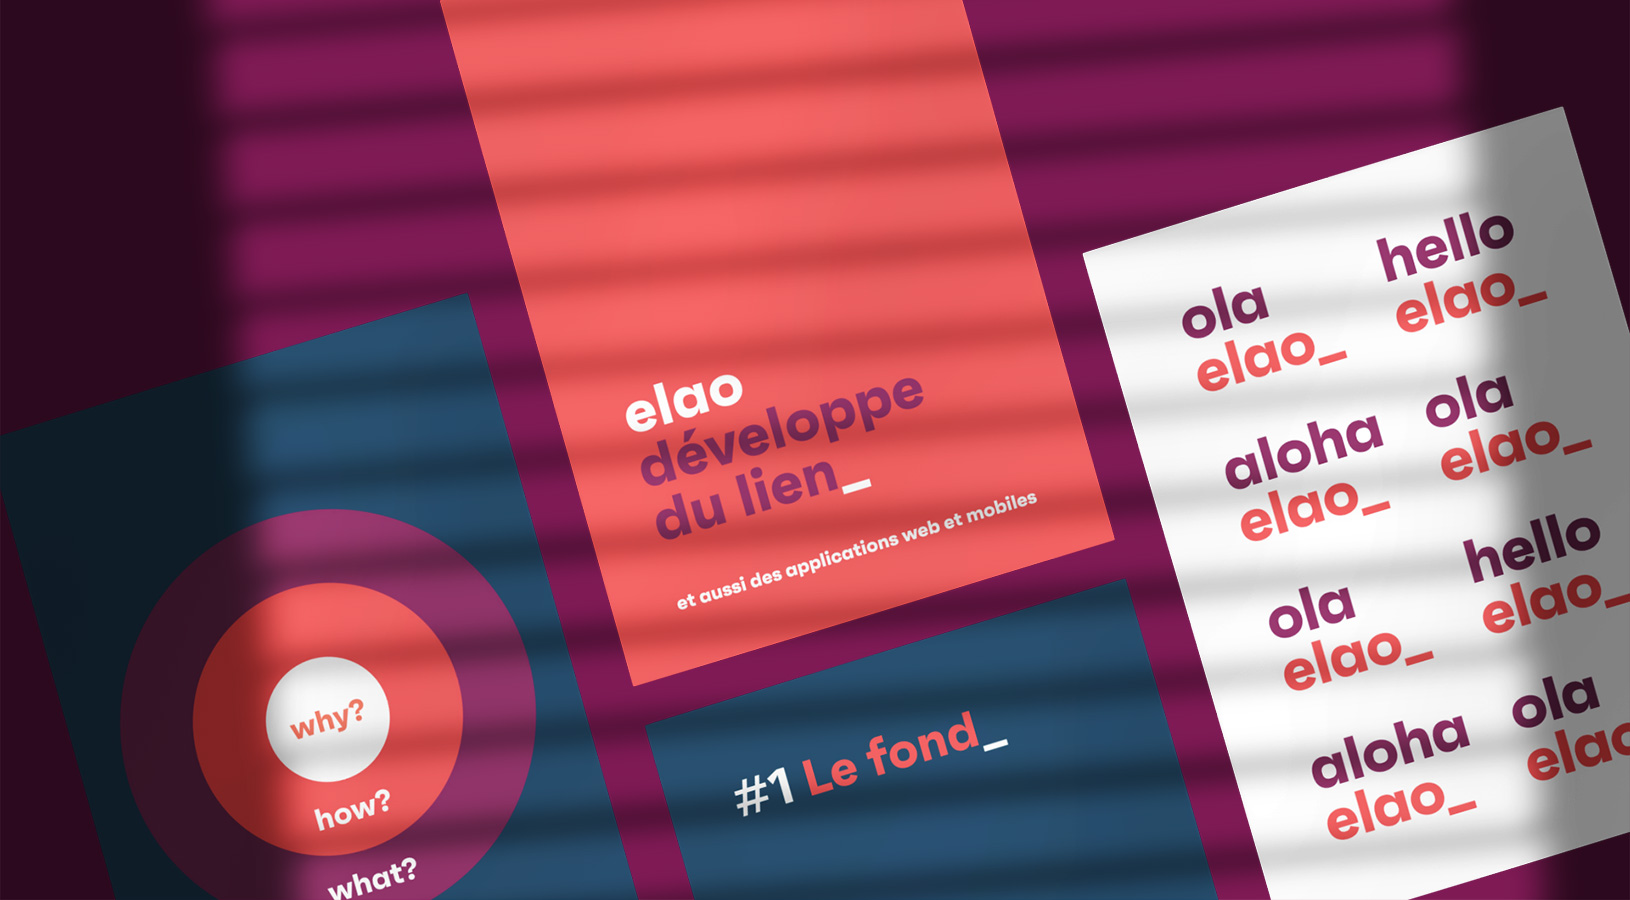 why?
how?
what?
elao
développe
du lien_
et aussi des applications web et mobiles
#1 Le fond_
ola
elao_
hello
elao_
aloha
elao_
ola
elao_
ola
elao_
hello
elao_
aloha
elao_
ola
elao